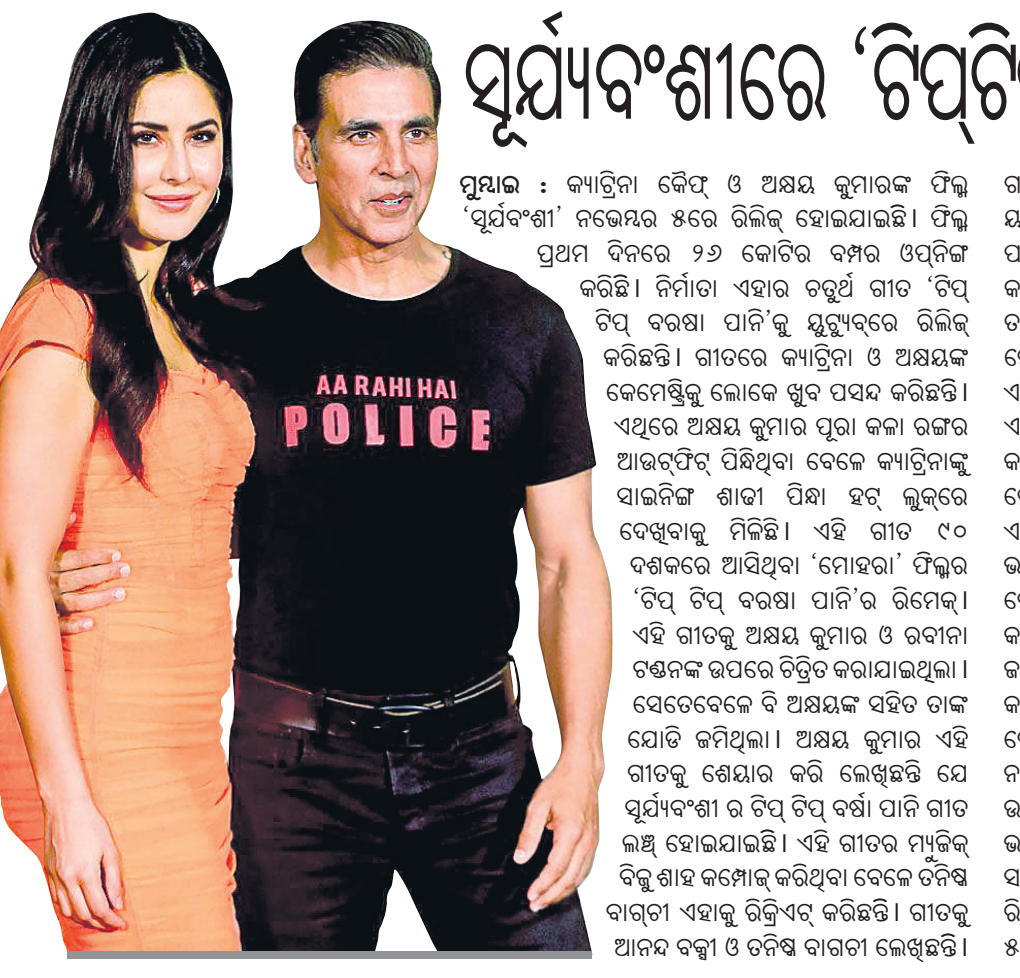 ସୂର୍ଯ୍ୟବଂଶୀରେ ‘ଟିପ୍‌ଟି
ମୁମ୍ବାଇ : କ୍ୟାଟ୍ରିନା କୈଫ୍ ଓ ଅକ୍ଷୟ କୁମାରଙ୍କ ଫିଲ୍ମ
‘ସୂର୍ଯବଂଶୀ’ ନଭେମ୍ବର ୫ରେ ରିଲିଜ୍ ହୋଇଯାଇଛି। ଫିଲ୍ମ
ପ୍ରଥମ ଦିନରେ ୨୬ କୋଟିର ବମ୍ପର ଓପ୍‌ନିଙ୍ଗ
କରିଛି। ନିର୍ମାତା ଏହାର ଚତୁର୍ଥ ଗୀତ ‘ଟିପ୍
ଟିପ୍ ବରଷା ପାନି’କୁ ୟୁଟ୍ୟୁବ୍‌ରେ ରିଲିଜ୍
କରିଛନ୍ତି। ଗୀତରେ କ୍ୟାଟ୍ରିନା ଓ ଅକ୍ଷୟଙ୍କ
କେମେଷ୍ଟ୍ରିକୁ ଲୋକେ ଖୁବ ପସନ୍ଦ କରିଛନ୍ତି।
ଏଥିରେ ଅକ୍ଷୟ କୁମାର ପୂରା କଳା ରଙ୍ଗର
ଆଉଟ୍‌ଫିଟ୍ ପିନ୍ଧିଥିବା ବେଳେ କ୍ୟାଟ୍ରିନାଙ୍କୁ
ସାଇନିଙ୍ଗ ଶାଢୀ ପିନ୍ଧା ହଟ୍ ଲୁକ୍‌ରେ
ଦେଖିବାକୁ ମିଳିଛି। ଏହି ଗୀତ ୯୦
ଦଶକରେ ଆସିଥିବା ‘ମୋହରା’ ଫିଲ୍ମର
‘ଟିପ୍ ଟିପ୍ ବରଷା ପାନି’ର ରିମେକ୍।
ଏହି ଗୀତକୁ ଅକ୍ଷୟ କୁମାର ଓ ରବୀନା
ଟଣ୍ଡନଙ୍କ ଉପରେ ଚିତ୍ରିତ କରାଯାଇଥିଲା।
ସେତେବେଳେ ବି ଅକ୍ଷୟଙ୍କ ସହିତ ତାଙ୍କ
ଯୋଡି ଜମିଥିଲା। ଅକ୍ଷୟ କୁମାର ଏହି
ଗୀତକୁ ଶେୟାର କରି ଲେଖିଛନ୍ତି ଯେ
ସୂର୍ଯ୍ୟବଂଶୀ ର ଟିପ୍ ଟିପ୍ ବର୍ଷା ପାନି ଗୀତ
ଲଞ୍ଚ୍ ହୋଇଯାଇଛି। ଏହି ଗୀତର ମ୍ୟୁଜିକ୍
ବିଜୁ ଶାହ କମ୍ପୋଜ୍ କରିଥିବା ବେଳେ ତନିଷ୍କ
ବାଗ୍‌ଚୀ ଏହାକୁ ରିକ୍ରିଏଟ୍ କରିଛନ୍ତି। ଗୀତକୁ
ଆନନ୍ଦ ବକ୍ସୀ ଓ ତନିଷ୍କ ବାଗଚୀ ଲେଖିଛନ୍ତି।
AA RAHI HAI
POLICE